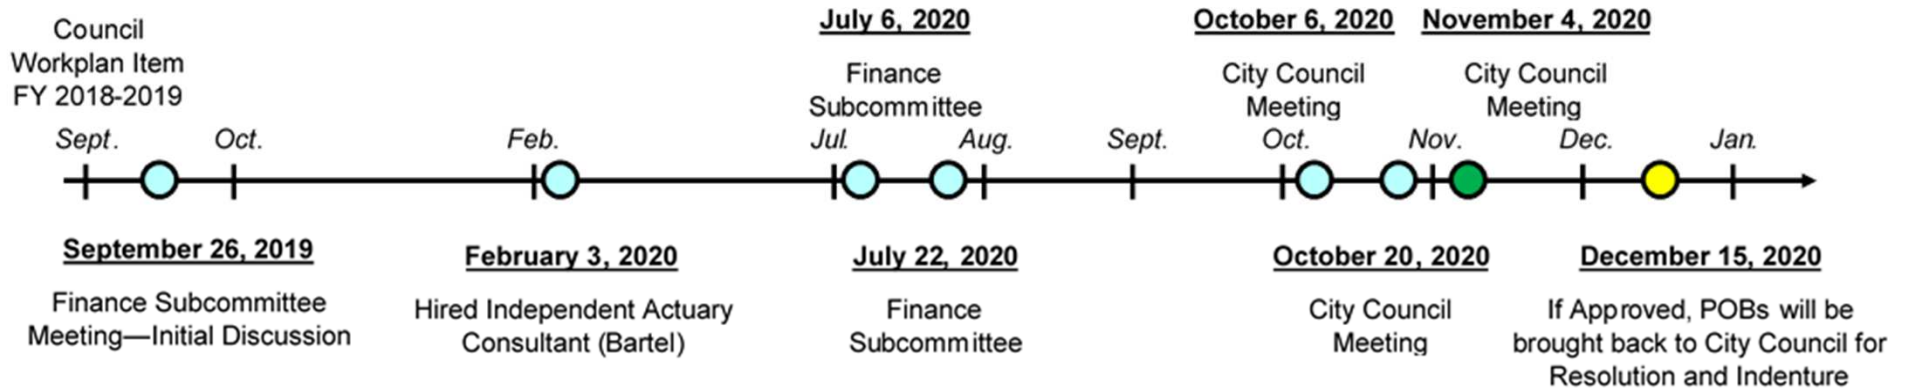 Council
Workplan Item
FY 2018-2019
July 6, 2020
Finance
Subcommittee
October 6, 2020
City Council
Meeting
November 4, 2020
City Council
Meeting
Sept. Oct. Feb. Jul. Aug. Sept. Oct. Nov. Dec. Jan.
September 26, 2019
Finance Subcommittee
Meeting—Initial Discussion
February 3, 2020
Hired Independent Actuary
Consultant (Bartel)
July 22, 2020
Finance
Subcommittee
October 20, 2020
City Council
Meeting
December 15, 2020
If Approved, POBs will be
brought back to City Council for
Resolution and Indenture